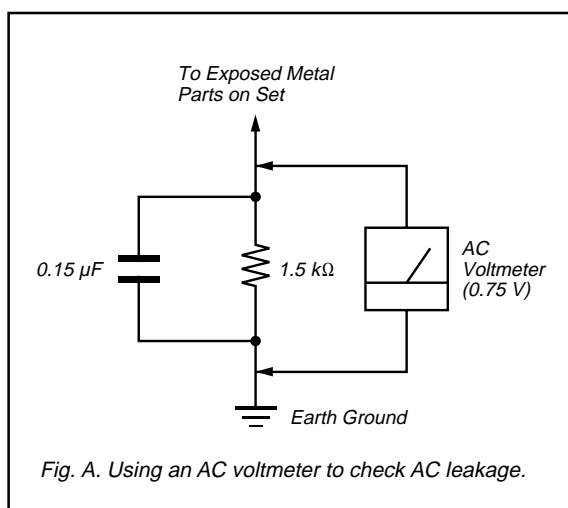 To Exposed Metal
Parts on Set
0.15 µF
1.5 kΩ
AC
Voltmeter
(0.75 V)
Earth Ground
Fig. A. Using an AC voltmeter to check AC leakage.